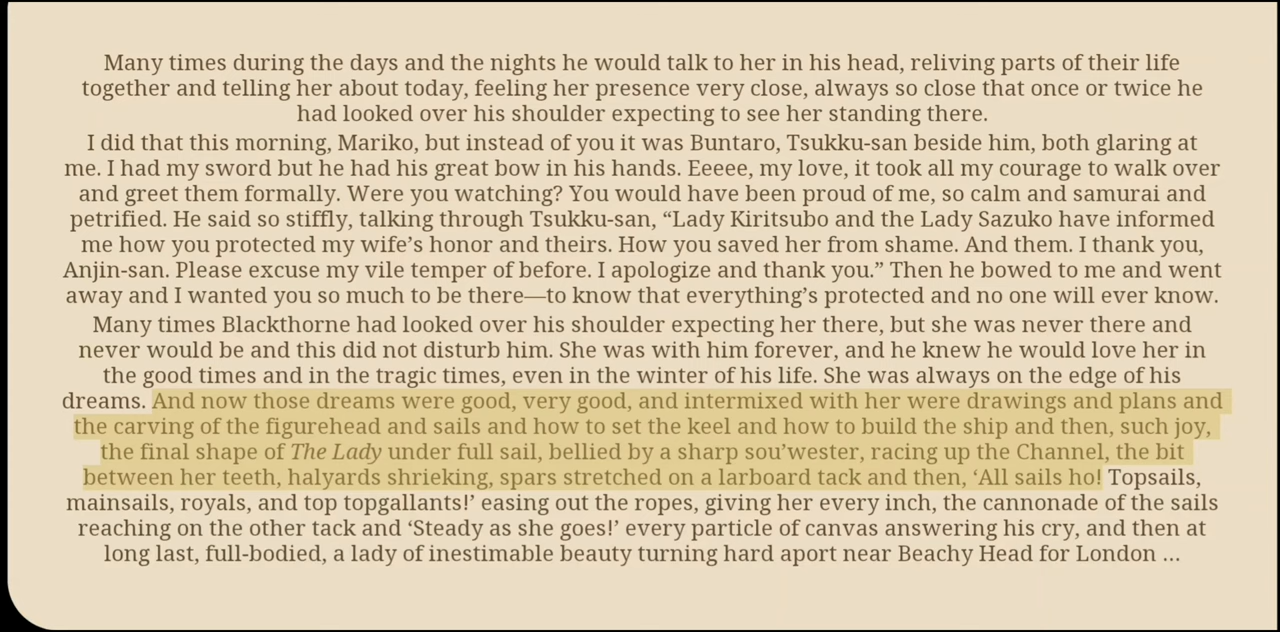 Many times during the days and the nights he would talk to her in his head, reliving parts of their life
together and telling her about today, feeling her presence very close, always so close that once or twice he
had looked over his shoulder expecting to see her standing there.
I did that this morning, Mariko, but instead of you it was Buntaro, Tsukku-san beside him, both glaring at
me. I had my sword but he had his great bow in his hands. Eeeee, my love, it took all my courage to walk over
and greet them formally. Were you watching? You would have been proud of me, so calm and samurai and
petrified. He said so stiffly, talking through Tsukku-san, “Lady Kiritsubo and the Lady Sazuko have informed
me how you protected my wife’s honor and theirs. How you saved her from shame. And them. I thank you,
Anjin-san. Please excuse my vile temper of before. I apologize and thank you.” Then he bowed to me and went
away and I wanted you so much to be there—to know that everything’s protected and no one will ever know.
Many times Blackthorne had looked over his shoulder expecting her there, but she was never there and
never would be and this did not disturb him. She was with him forever, and he knew he would love her in
the good times and in the tragic times, even in the winter of his life. She was always on the edge of his
dreams. And now those dreams were good, very good, and intermixed with her were drawings and plans and
the carving of the figurehead and sails and how to set the keel and how to build the ship and then, such joy,
the final shape of The Lady under full sail, bellied by a sharp sou’wester, racing up the Channel, the bit
between her teeth, halyards shrieking, spars stretched on a larboard tack and then, ‘All sails ho! Topsails,
mainsails, royals, and top topgallants!’ easing out the ropes, giving her every inch, the cannonade of the sails
reaching on the other tack and ‘Steady as she goes!’ every particle of canvas answering his cry, and then at
long last, full-bodied, a lady of inestimable beauty turning hard aport near Beachy Head for London ...